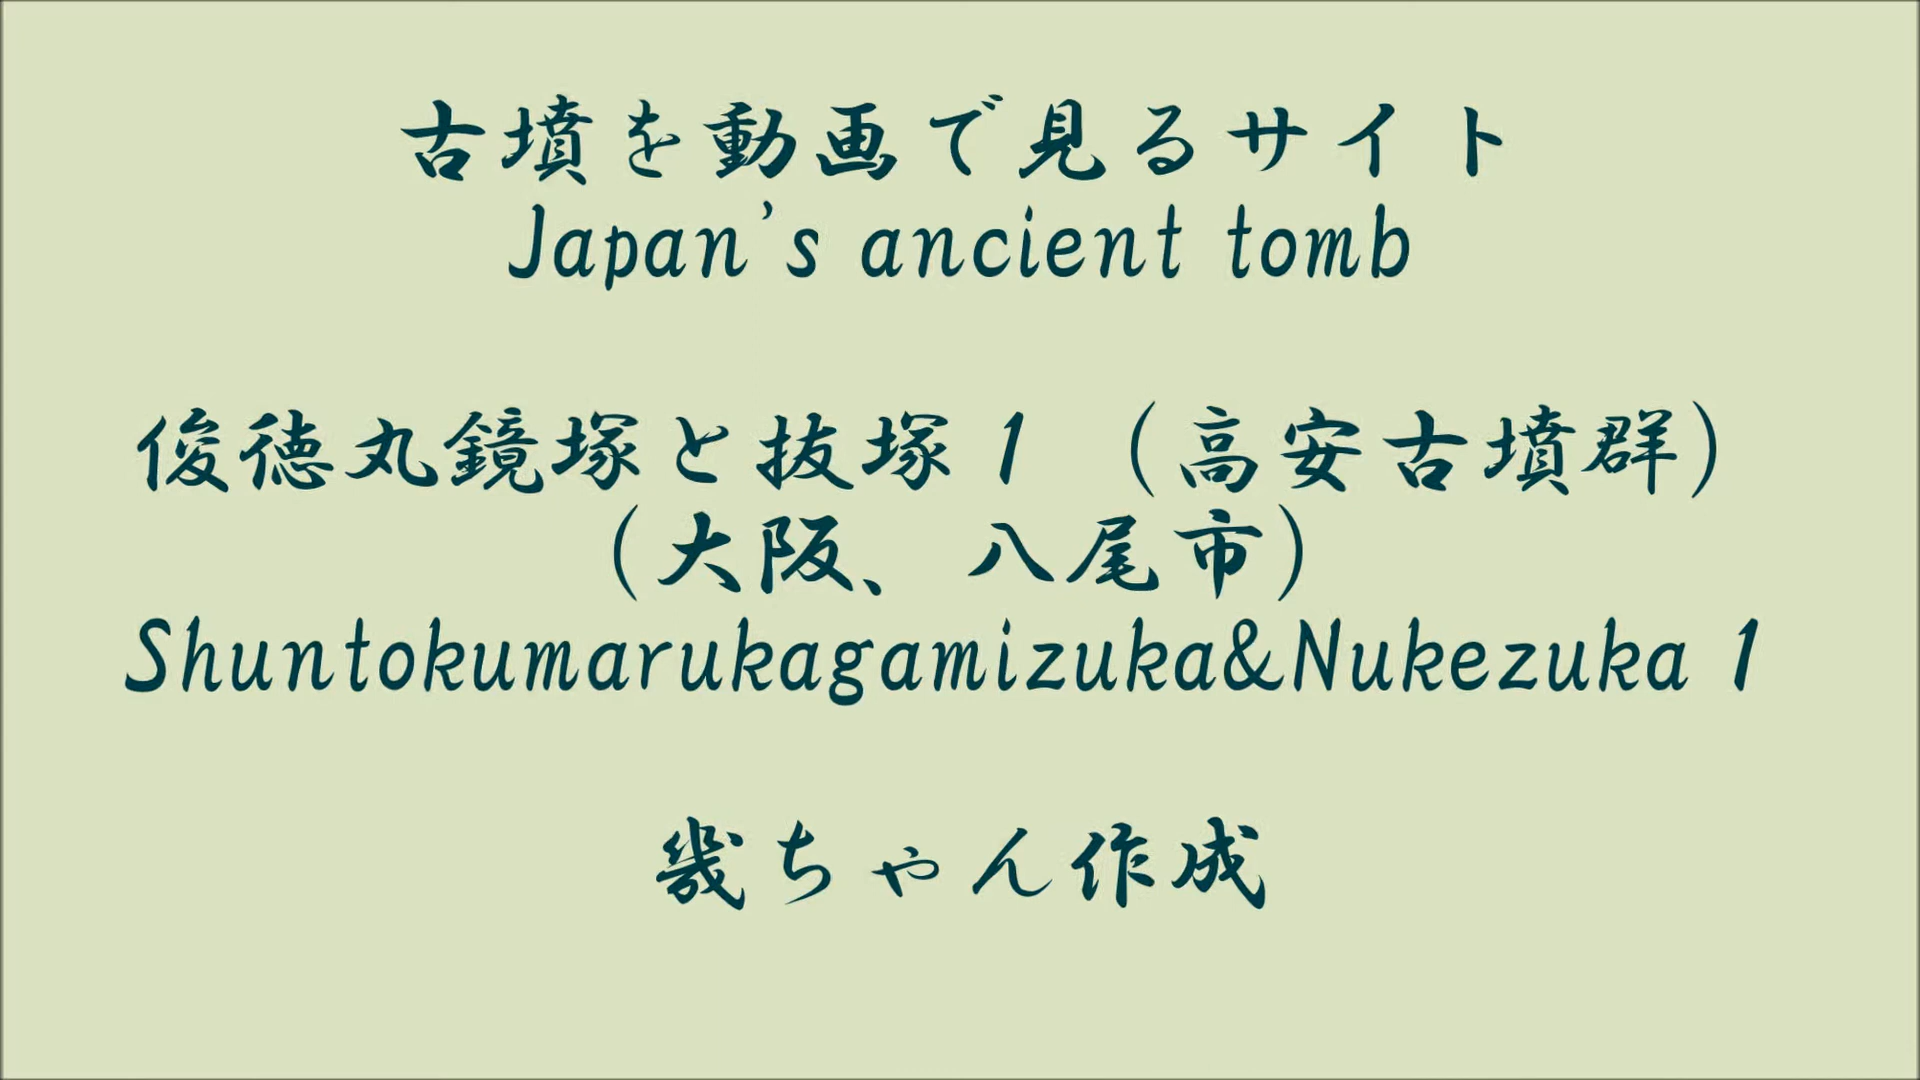 古墳を動画で見るサイト
Japan's ancient tomb
俊徳丸鏡塚と抜塚1 （高安古墳群）
（大阪、八尾市）
Shuntokumarukagamizuka&Nukezuka 1
幾ちゃん作成